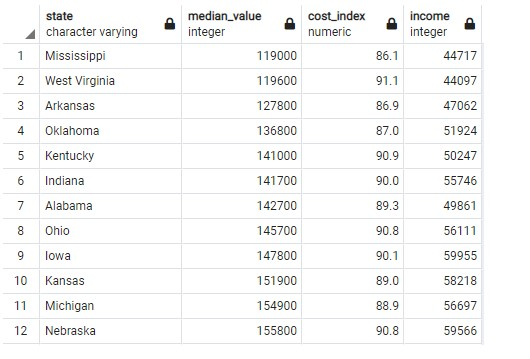 state median_value cost_index income
character varying integer numeric integer
1 Mississippi 119000 86.1 44717
2 West Virginia 119600 91.1 44097
3 Arkansas 127800 86.9 47062
4 Oklahoma 136800 87.0 51924
5 Kentucky 141000 90.9 50247
6 Indiana 141700 90.0 55746
7 Alabama 142700 89.3 49861
8 Ohio 145700 90.8 56111
9 Iowa 147800 90.1 59955
10 Kansas 151900 89.0 58218
11 Michigan 154900 88.9 56697
12 Nebraska 155800 90.8 59566